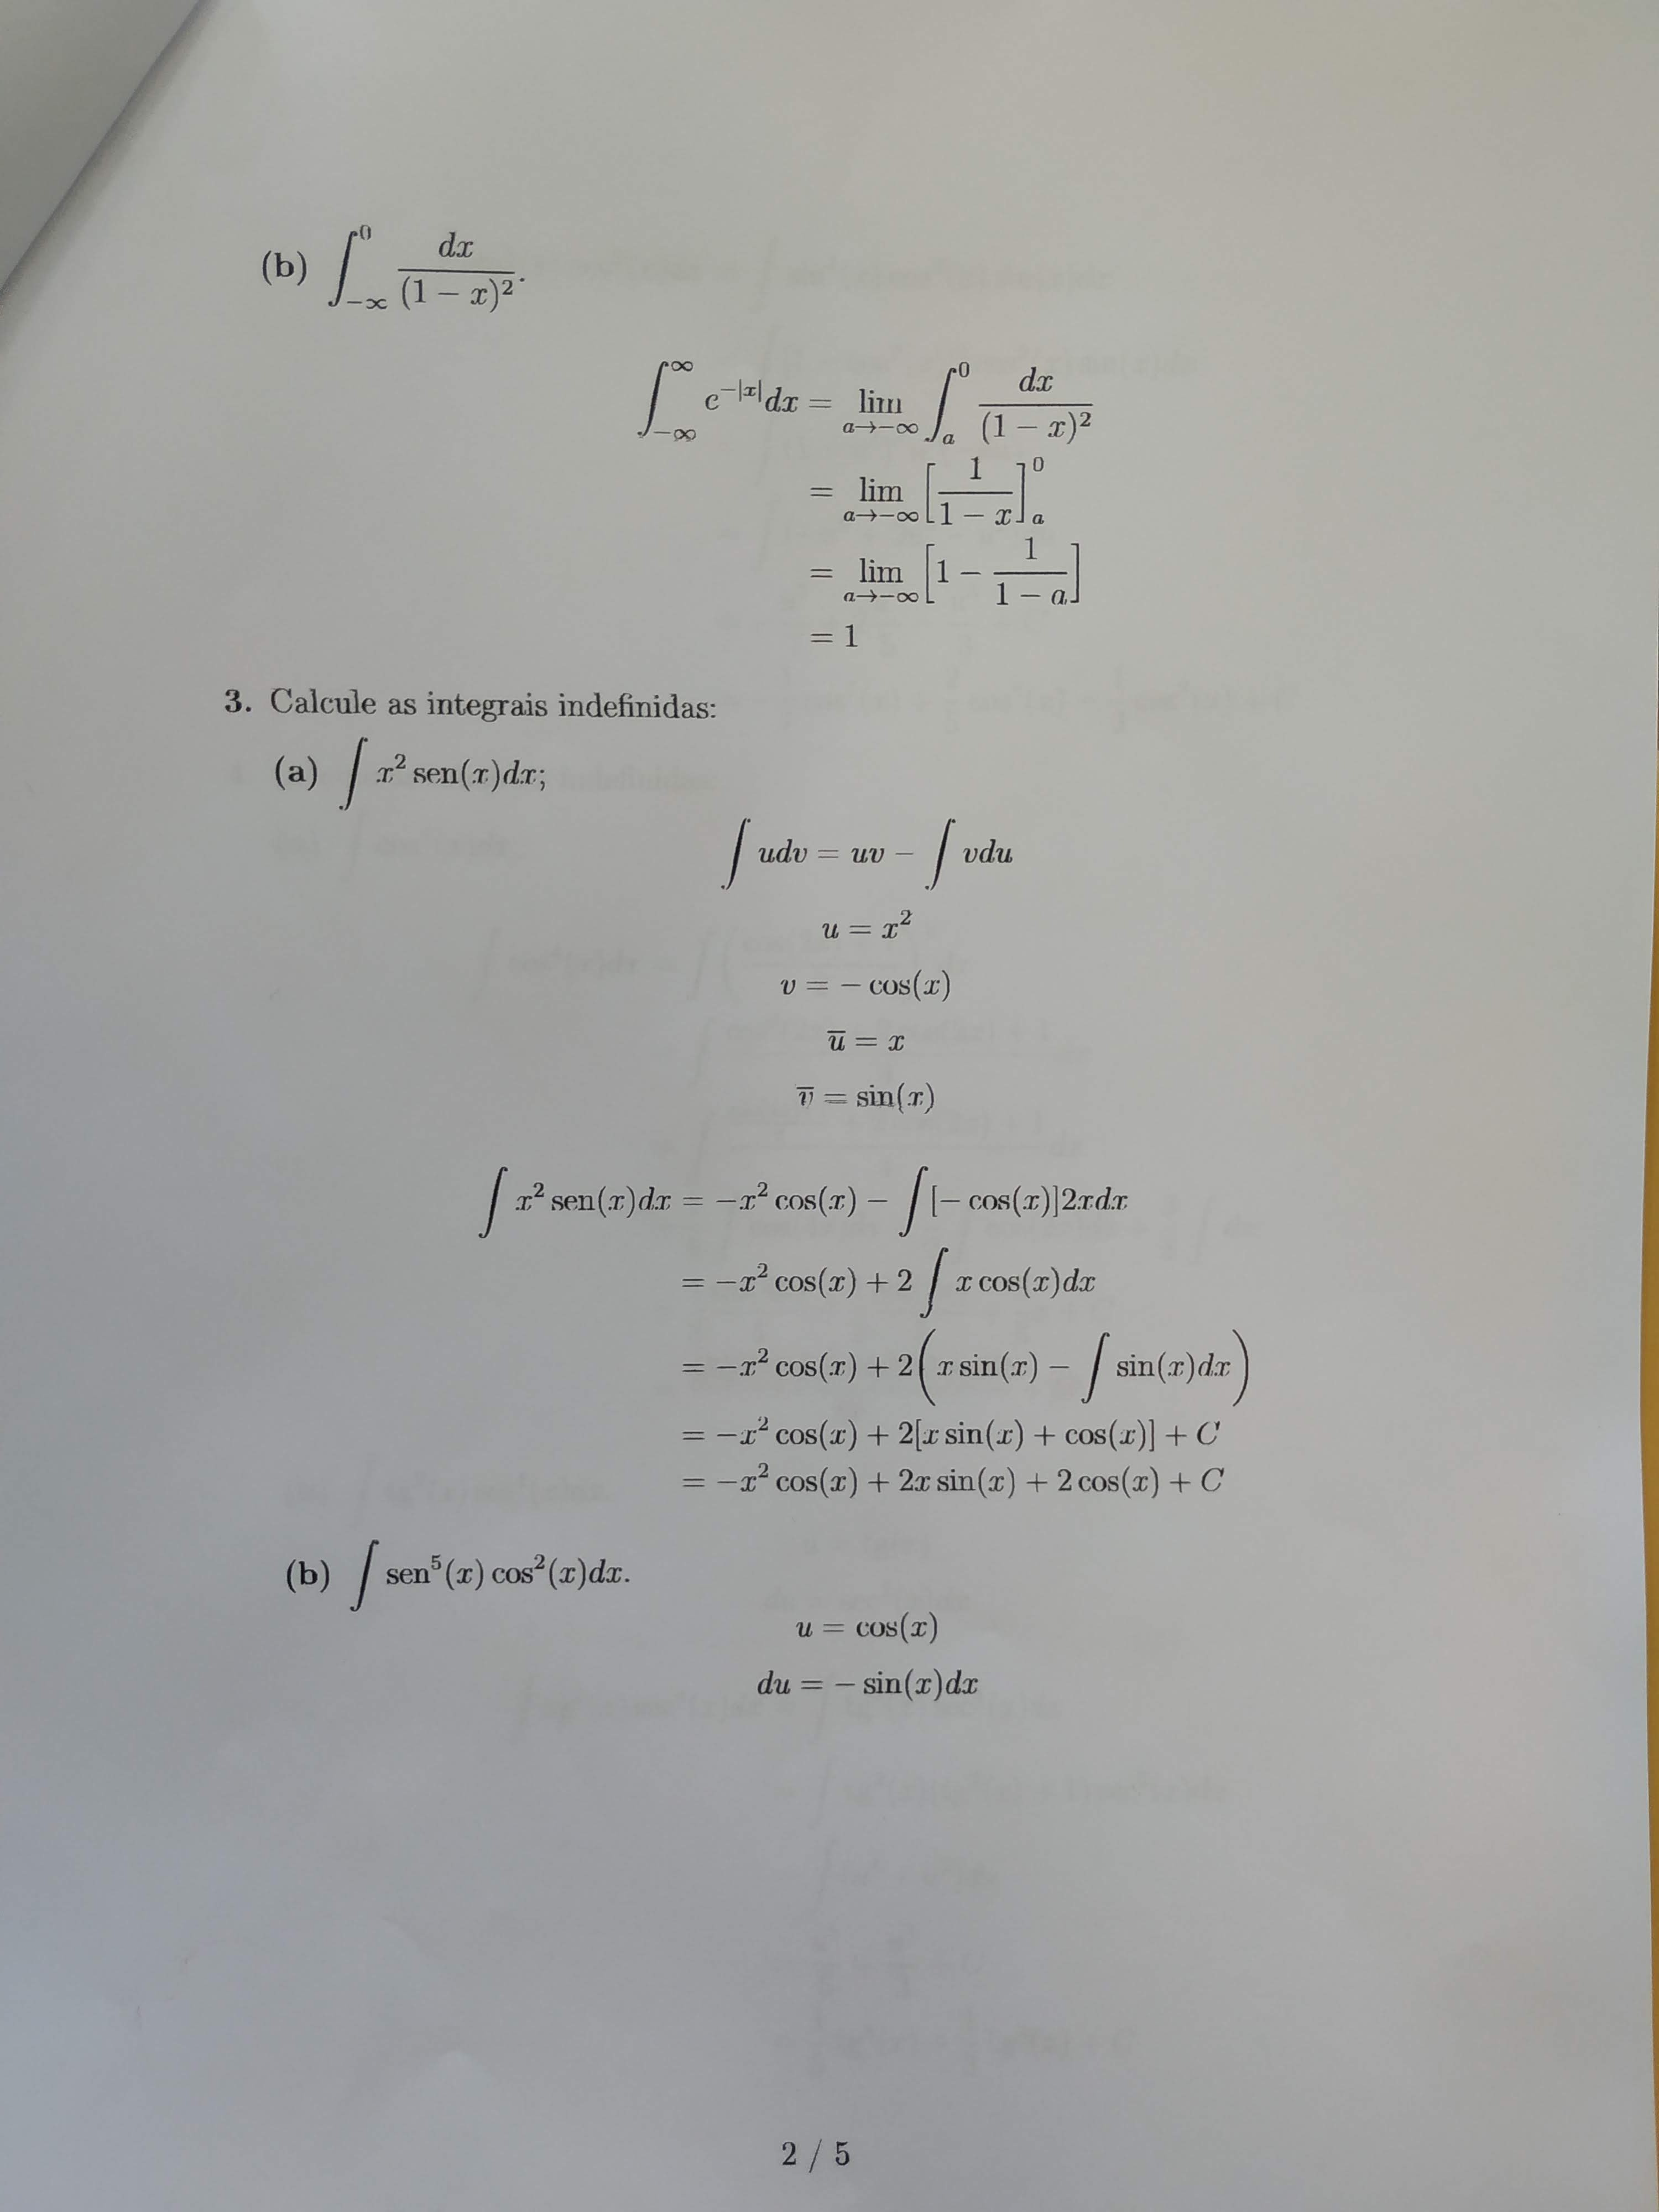 (b) $\int_{-\infty}^{0} \frac{dx}{(1-x)^2}$.
$\int_{-\infty}^{\infty} e^{-|x|}dx = \lim_{a \to -\infty} \int_{a}^{0} \frac{dx}{(1-x)^2}$
$= \lim_{a \to -\infty} \left[\frac{1}{1-x}\right]_{a}^{0}$
$= \lim_{a \to -\infty} \left[1 - \frac{1}{1-a}\right]$
$= 1$
3. Calcule as integrais indefinidas:
(a) $\int x^2 \text{sen}(x)dx$;
$\int udv = uv - \int vdu$
$u = x^2$
$v = -\cos(x)$
$\overline{u} = x$
$\overline{v} = \sin(x)$
$\int x^2 \text{sen}(x)dx = -x^2\cos(x) - \int [-\cos(x)]2xdx$
$= -x^2\cos(x) + 2\int x\cos(x)dx$
$= -x^2\cos(x) + 2\left(x\sin(x) - \int \sin(x)dx\right)$
$= -x^2\cos(x) + 2[x\sin(x) + \cos(x)] + C$
$= -x^2\cos(x) + 2x\sin(x) + 2\cos(x) + C$
(b) $\int \text{sen}^5(x)\cos^2(x)dx$.
$u = \cos(x)$
$du = -\sin(x)dx$
2 / 5